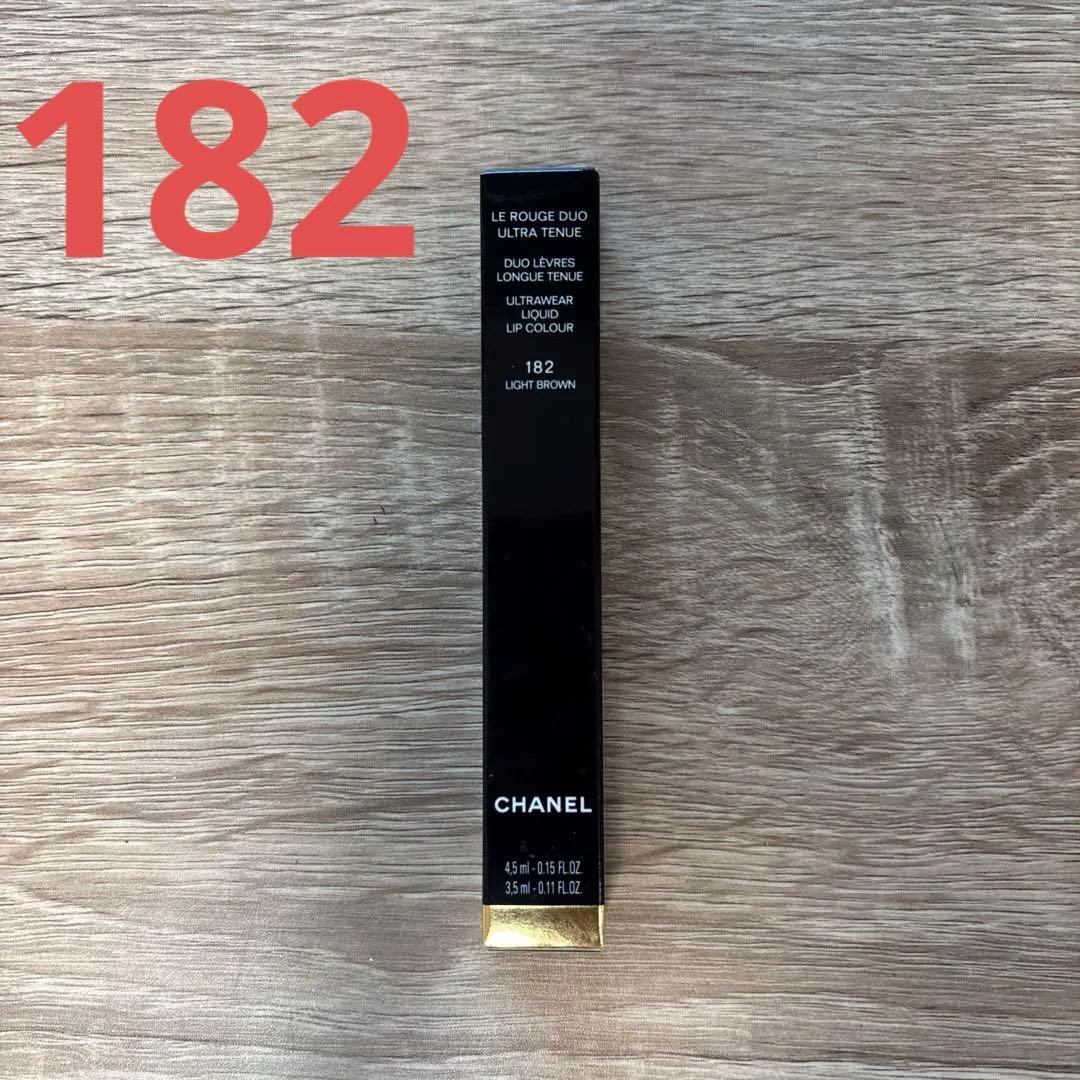 182
LE ROUGE DUO
ULTRA TENUE
DUO LÈVRES
LONGUE TENUE
ULTRAWEAR
LIQUID
LIP COLOUR
182
LIGHT BROWN
CHANEL
4,5 ml - 0.15 FL.OZ.
3,5 ml - 0.11 FL.OZ.